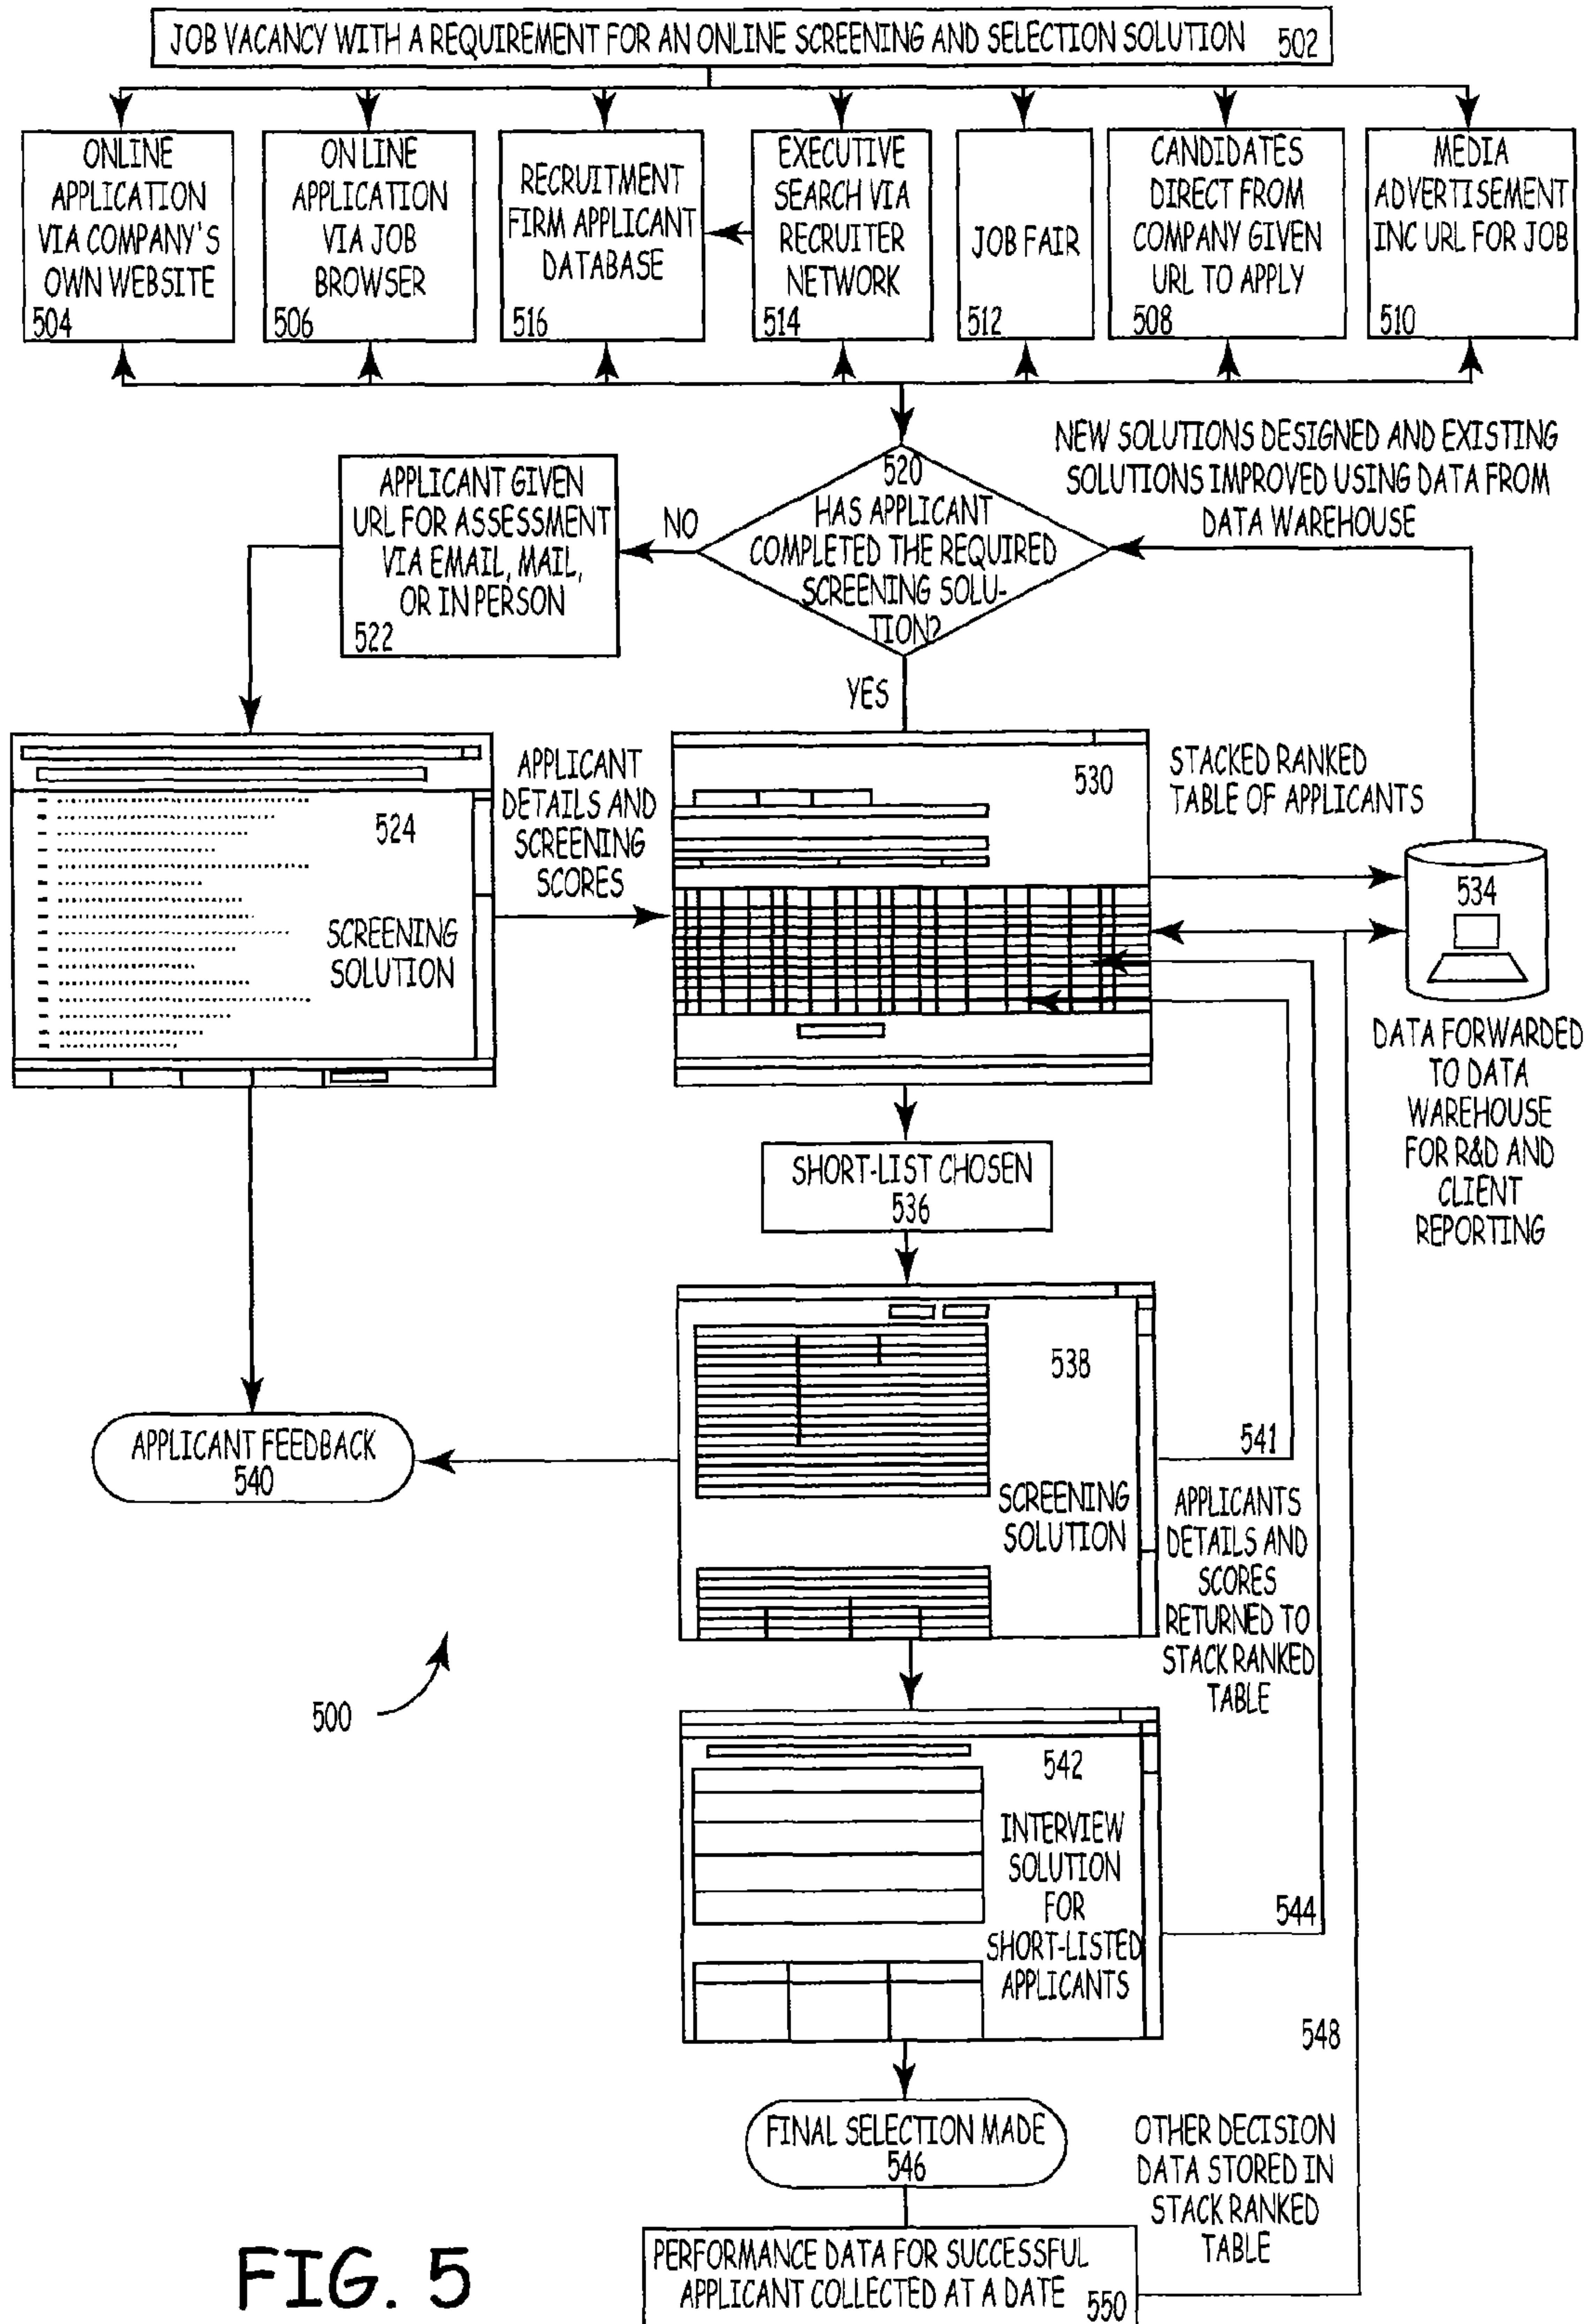 JOB VACANCY WITH A REQUIREMENT FOR AN ONLINE SCREENING AND SELECTION SOLUTION 502
ONLINE
APPLICATION
VIA COMPANY'S
OWN WEBSITE
504
ON LINE
APPLICATION
VIA JOB
BROWSER
506
RECRUITMENT
FIRM APPLICANT
DATABASE
516
EXECUTIVE
SEARCH VIA
RECRUITER
NETWORK
514
JOB FAIR
512
CANDIDATES
DIRECT FROM
COMPANY GIVEN
URL TO APPLY
508
MEDIA
ADVERTISEMENT
INC URL FOR JOB
510
520
HAS APPLICANT
COMPLETED THE REQUIRED
SCREENING SOLU-
TION?
NEW SOLUTIONS DESIGNED AND EXISTING
SOLUTIONS IMPROVED USING DATA FROM
DATA WAREHOUSE
NO
APPLICANT GIVEN
URL FOR ASSESSMENT
VIA EMAIL, MAIL,
OR IN PERSON
522
YES
524
SCREENING
SOLUTION
APPLICANT
DETAILS AND
SCREENING
SCORES
530
STACKED RANKED
TABLE OF APPLICANTS
534
DATA FORWARDED
TO DATA
WAREHOUSE
FOR R&D AND
CLIENT
REPORTING
SHORT-LIST CHOSEN
536
538
SCREENING
SOLUTION
APPLICANT FEEDBACK
540
541
APPLICANTS
DETAILS AND
SCORES
RETURNED TO
STACK RANKED
TABLE
500
542
INTERVIEW
SOLUTION
FOR
SHORT-LISTED
APPLICANTS
544
548
FINAL SELECTION MADE
546
OTHER DECISION
DATA STORED IN
STACK RANKED
TABLE
PERFORMANCE DATA FOR SUCCESSFUL
APPLICANT COLLECTED AT A DATE 550
FIG. 5